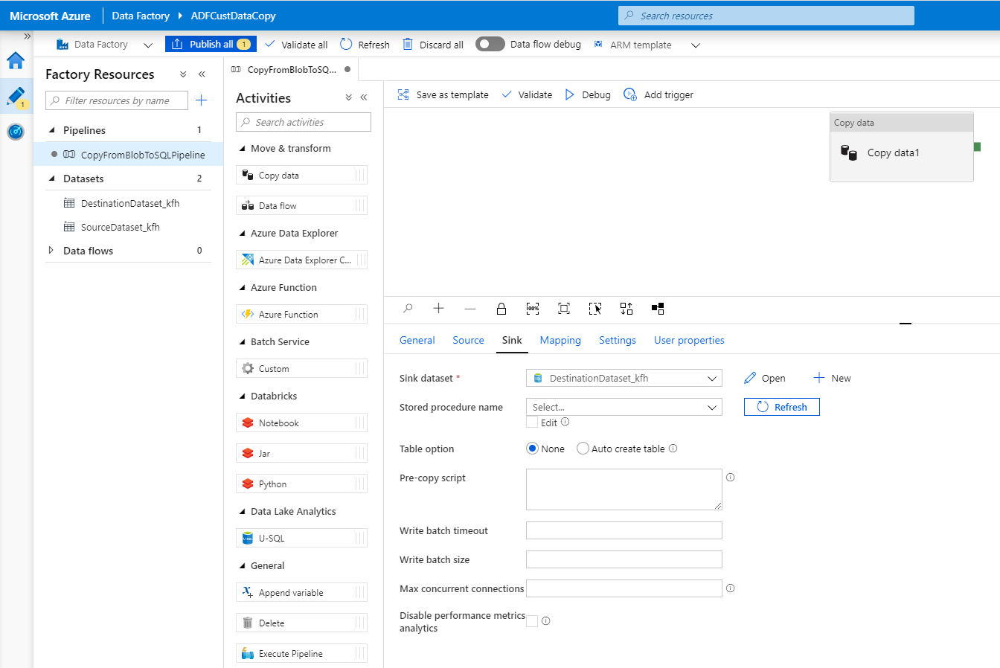 Microsoft Azure
Data Factory
ADFCustDataCopy
Search resources
Data Factory
Publish all 1
Validate all
Refresh
Discard all
Data flow debug
ARM template
1
Factory Resources
Filter resources by name
Pipelines 1
CopyFromBlobToSQLPipeline
Datasets 2
DestinationDataset_kfh
SourceDataset_kfh
Data flows 0
CopyFromBlobToSQ...
Activities
Search activities
Move & transform
Copy data
Data flow
Azure Data Explorer
Azure Data Explorer C...
Azure Function
Azure Function
Batch Service
Custom
Databricks
Notebook
Jar
Python
Data Lake Analytics
U-SQL
General
Append variable
Delete
Execute Pipeline
Save as template
Validate
Debug
Add trigger
Copy data
Copy data1
100%
General
Source
Sink
Mapping
Settings
User properties
Sink dataset *
DestinationDataset_kfh
Open
New
Stored procedure name
Select...
Refresh
Edit
Table option
None
Auto create table
Pre-copy script
Write batch timeout
Write batch size
Max concurrent connections
Disable performance metrics
analytics